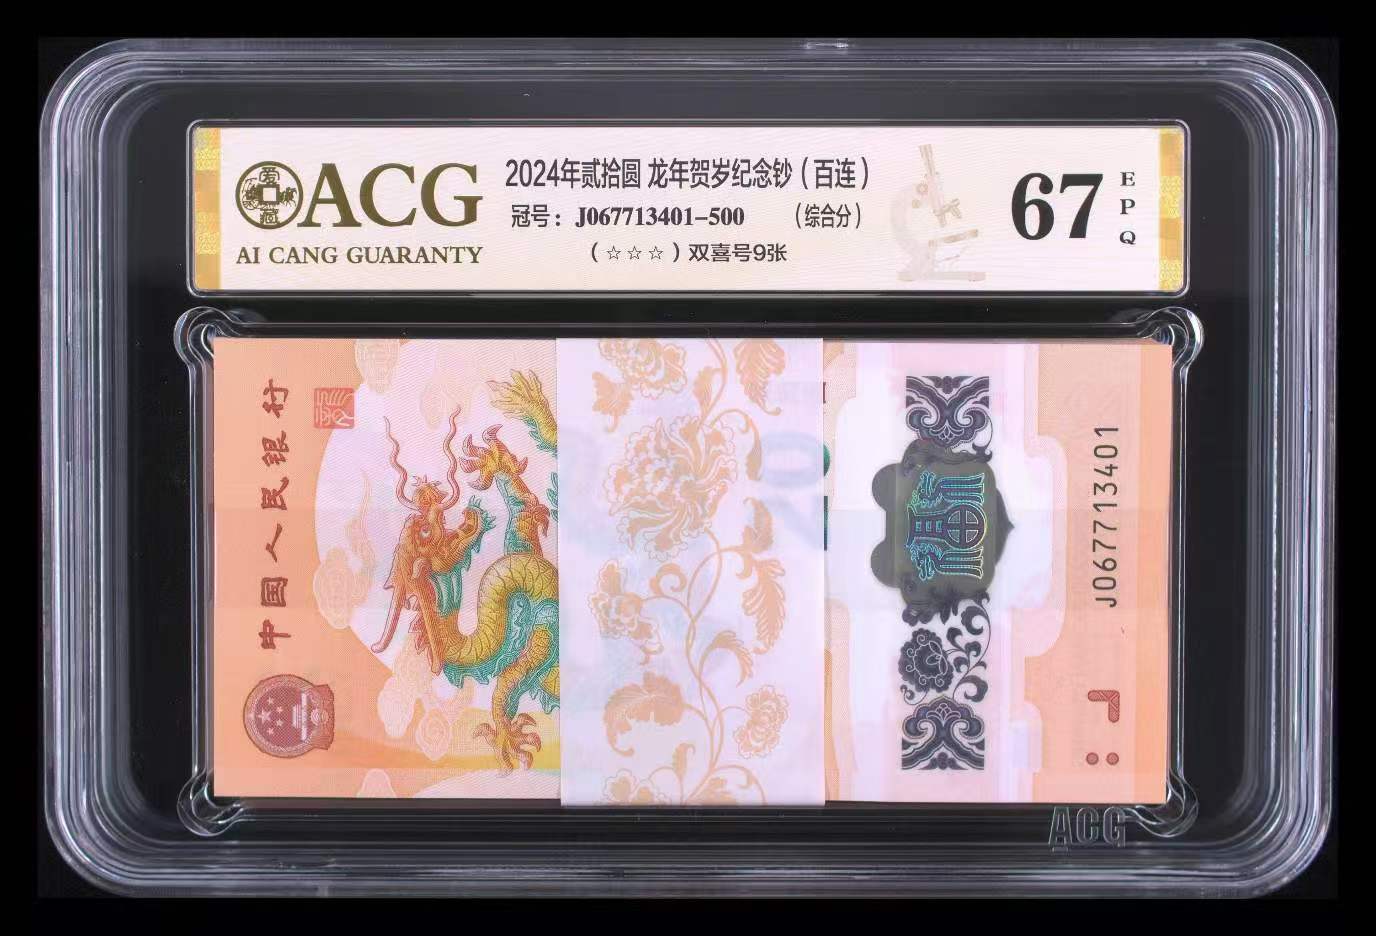 ACG
AI CANG GUARANTY
2024年贰拾圆 龙年贺岁纪念钞（百连）
冠号：J067713401-500 （综合分）
（☆☆☆）双喜号9张
67
EPQ
中国人民银行
J067713401
ACG